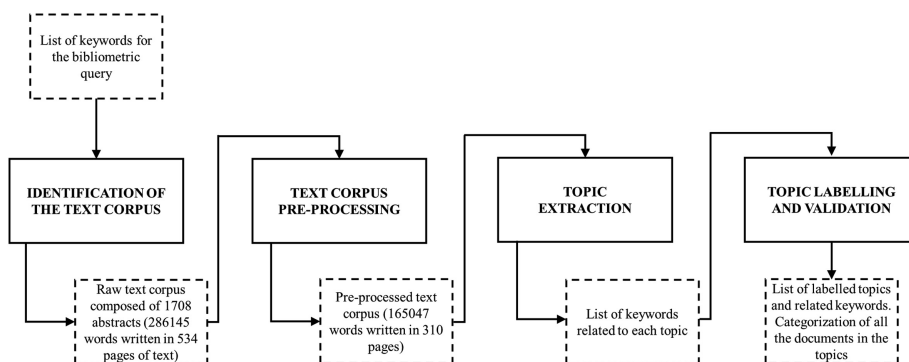 List of keywords for
the bibliometric
query
IDENTIFICATION OF
THE TEXT CORPUS
TEXT CORPUS
PRE-PROCESSING
TOPIC
EXTRACTION
TOPIC LABELLING
AND VALIDATION
Raw text corpus
composed of 1708
abstracts (286145
words written in 534
pages of text)
Pre-processed text
corpus (165047
words written in 310
pages)
List of keywords
related to each topic
List of labelled topics
and related keywords.
Categorization of all
the documents in the
topics